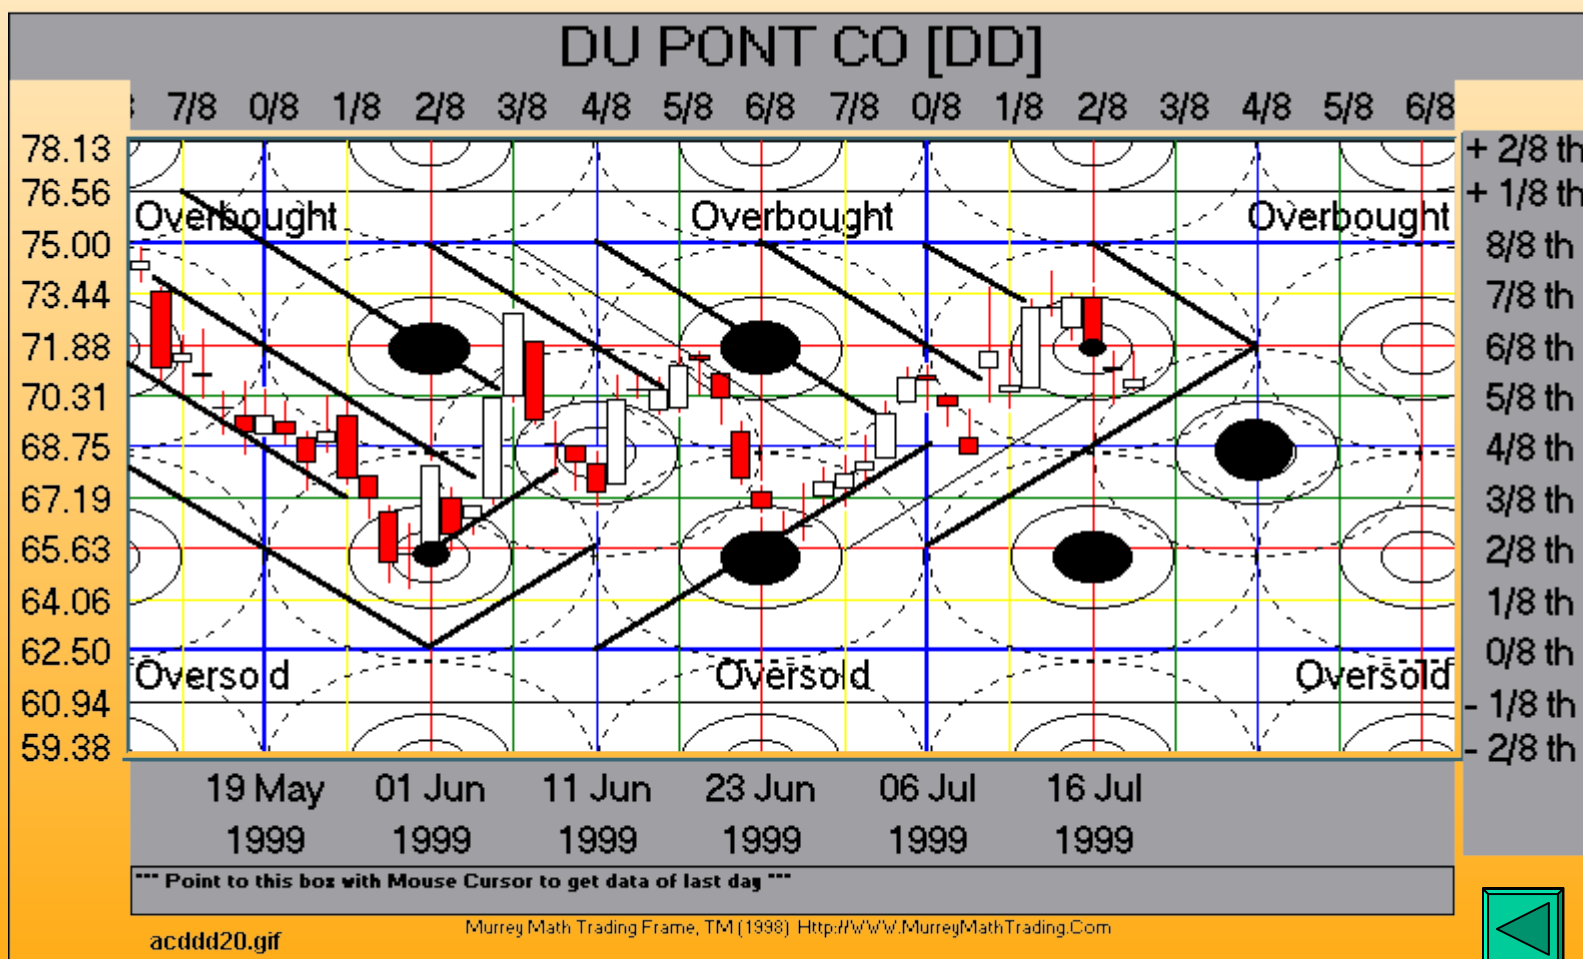 DU PONT CO [DD]
7/8 0/8 1/8 2/8 3/8 4/8 5/8 6/8 7/8 0/8 1/8 2/8 3/8 4/8 5/8 6/8
78.13 + 2/8 th
76.56 + 1/8 th
Overbought Overbought Overbought
75.00 8/8 th
73.44 7/8 th
71.88 6/8 th
70.31 5/8 th
68.75 4/8 th
67.19 3/8 th
65.63 2/8 th
64.06 1/8 th
62.50 0/8 th
Oversold Oversold Oversold
60.94 - 1/8 th
59.38 - 2/8 th
19 May 01 Jun 11 Jun 23 Jun 06 Jul 16 Jul
1999 1999 1999 1999 1999 1999
*** Point to this box with Mouse Cursor to get data of last day ***
Murrey Math Trading Frame, TM (1998) Http://WWW.MurreyMathTrading.Com
acddd20.gif